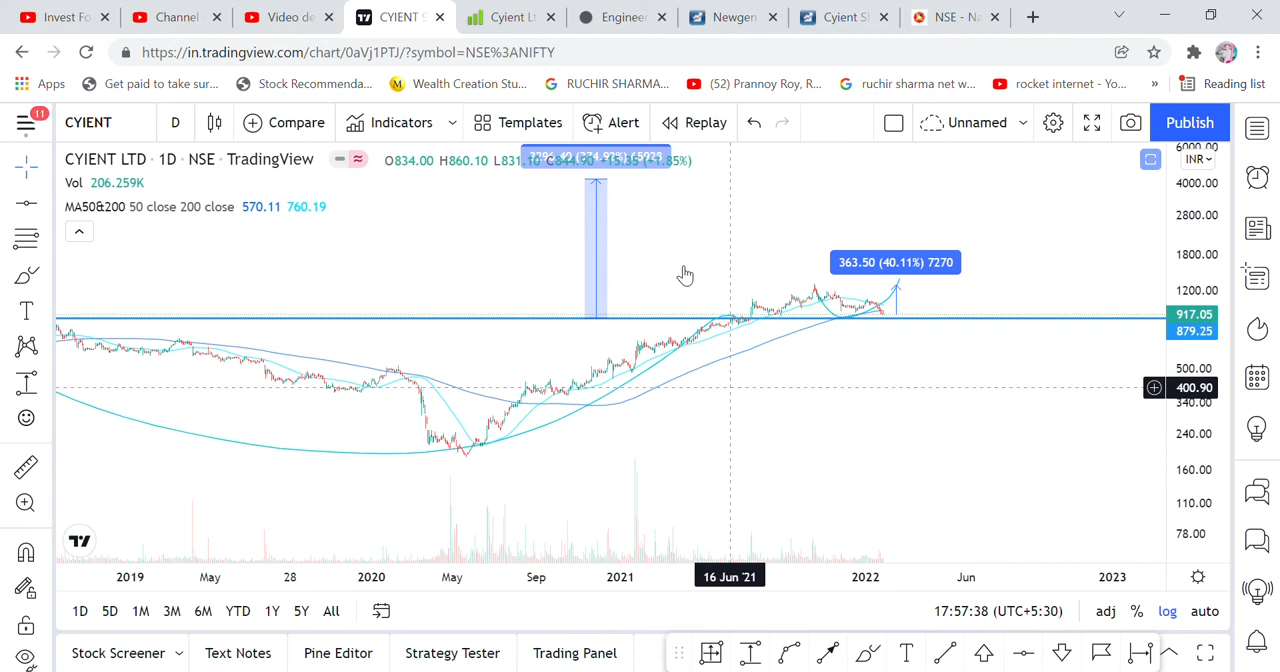 Invest Fo
Channel
Video de
CYIENT S
Cyient Lt
Engineer
Newgen
Cyient Sh
NSE - Na
https://in.tradingview.com/chart/0aVj1PTJ/?symbol=NSE%3ANIFTY
Apps
Get paid to take sur...
Stock Recommenda...
Wealth Creation Stu...
RUCHIR SHARMA...
(52) Prannoy Roy, R...
ruchir sharma net w...
rocket internet - Yo...
»
Reading list
11
CYIENT
D
Compare
Indicators
Templates
Alert
Replay
Unnamed
Publish
CYIENT LTD · 1D · NSE · TradingView
O834.00 H860.10 L831.10 C844.90 +15.35 (+1.85%)
Vol 206.259K
MA50&200 50 close 200 close 570.11 760.19
363.50 (40.11%) 7270
6000.00
INR
4000.00
2800.00
1800.00
1200.00
917.05
879.25
500.00
400.90
340.00
240.00
160.00
110.00
78.00
2019
May
28
2020
May
Sep
2021
16 Jun '21
2022
Jun
2023
1D 5D 1M 3M 6M YTD 1Y 5Y All
17:57:38 (UTC+5:30)
adj % log auto
Stock Screener
Text Notes
Pine Editor
Strategy Tester
Trading Panel